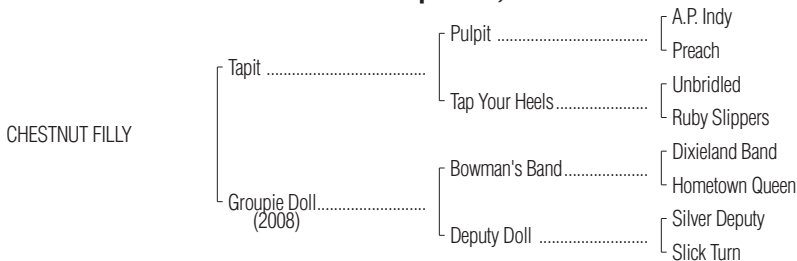 A.P. Indy
Pulpit
Preach
Tapit
Unbridled
Tap Your Heels
Ruby Slippers
CHESTNUT FILLY
Dixieland Band
Bowman's Band
Hometown Queen
Groupie Doll
(2008)
Silver Deputy
Deputy Doll
Slick Turn